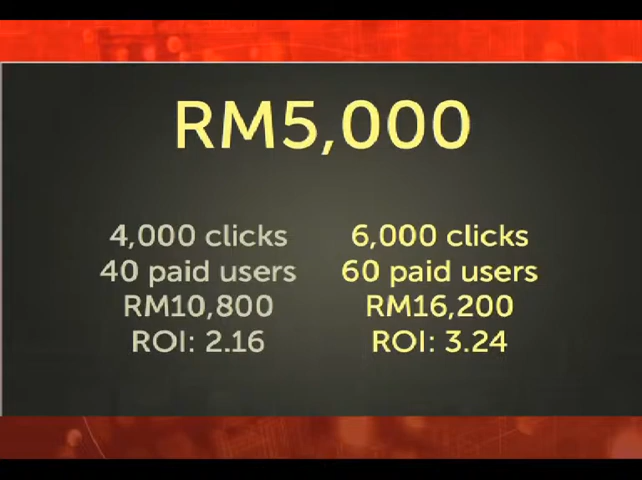 RM5,000
4,000 clicks
40 paid users
RM10,800
ROI: 2.16
6,000 clicks
60 paid users
RM16,200
ROI: 3.24